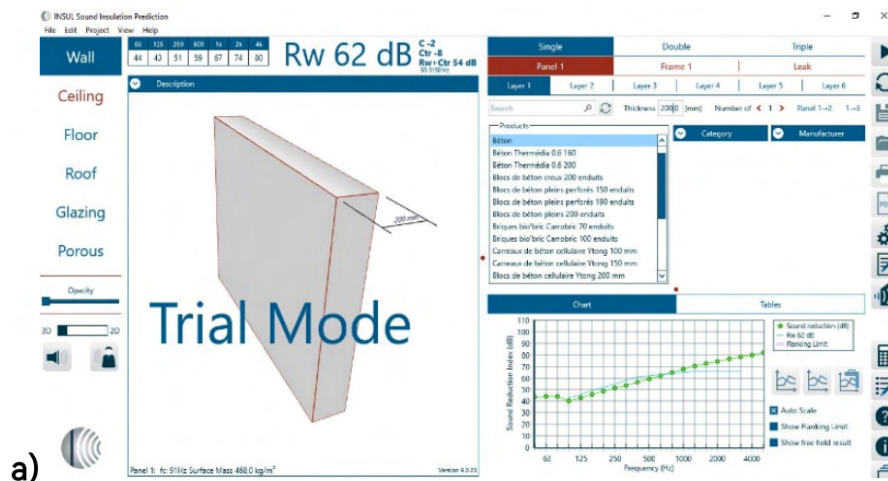 INSUL Sound Insulation Prediction
File Edit Project View Help
Wall
Ceiling
Floor
Roof
Glazing
Porous
Opacity
3D 2D
63 125 250 500 1k 2k 4k
44 43 51 59 67 74 80
Rw 62 dB
C -2
Ctr -8
Rw+Ctr 54 dB
50-3150 Hz
Description
200 mm
Trial Mode
Panel 1: fc: 91Hz Surface Mass 468,0 kg/m²
Version 9.0.23
Single Double Triple
Panel 1 Frame 1 Leak
Layer 1 Layer 2 Layer 3 Layer 4 Layer 5 Layer 6
Search Thickness 200,0 (mm) Number of < 1 > Panel 1->2 1->3
Products
Category Manufacturer
Béton
Béton Thermédia 0.6 160
Béton Thermédia 0.6 200
Blocs de béton creux 200 enduits
Blocs de béton pleins perforés 150 enduits
Blocs de béton pleins perforés 190 enduits
Blocs de béton pleins 200 enduits
Briques bio'bric Carrobric 70 enduits
Briques bio'bric Carrobric 100 enduits
Carreaux de béton cellulaire Ytong 100 mm
Carreaux de béton cellulaire Ytong 150 mm
Blocs de béton cellulaire Ytong 200 mm
Chart Tables
Sound Reduction Index (dB)
110
100
90
80
70
60
50
40
30
20
10
0
63 125 250 500 1000 2000 4000
Frequency (Hz)
Sound reduction (dB)
Rw 62 dB
Flanking Limit
Auto Scale
Show Flanking Limit
Show free field result
a)